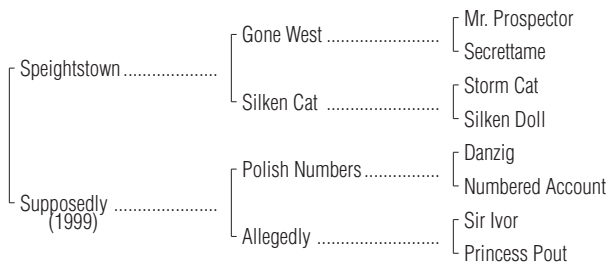 Mr. Prospector
Gone West ........................
Secrettame
Speightstown ....................
Storm Cat
Silken Cat ........................
Silken Doll
Danzig
Polish Numbers ................
Numbered Account
Supposedly ......................
(1999)
Sir Ivor
Allegedly ..........................
Princess Pout